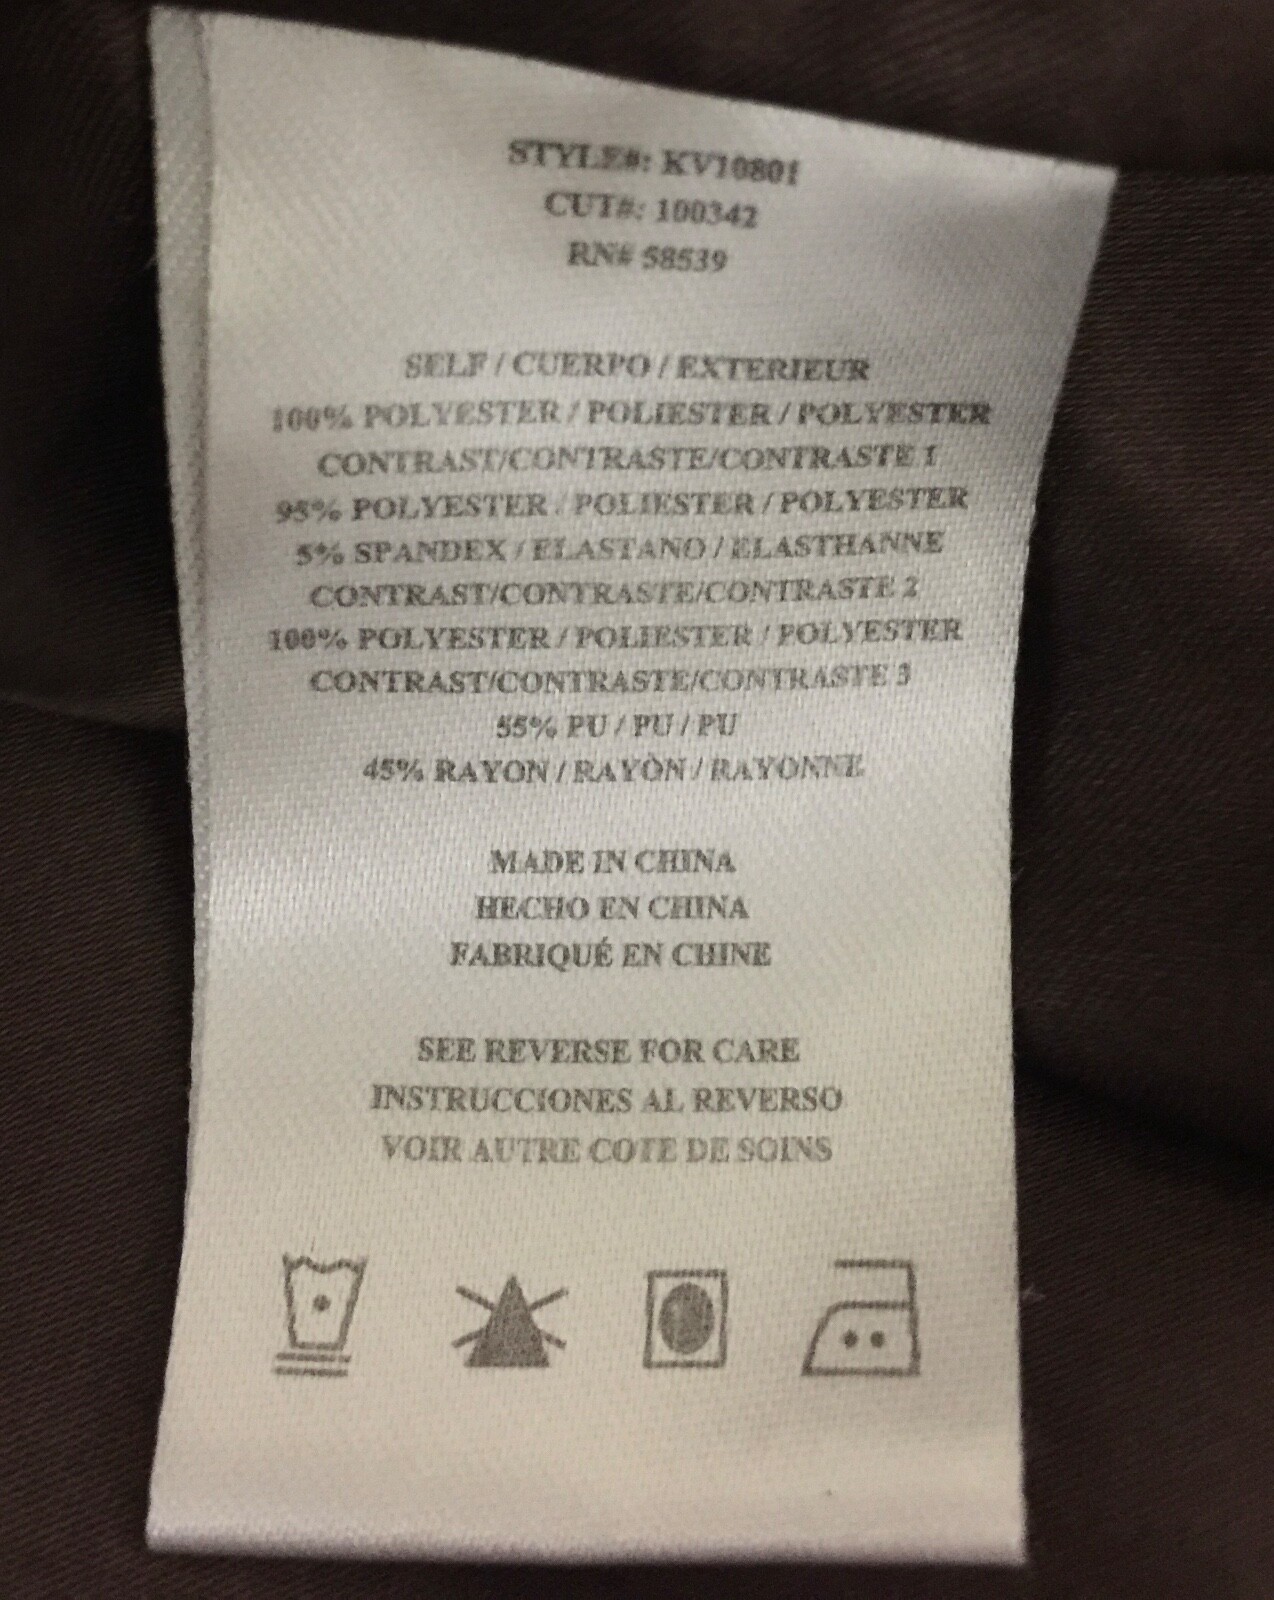 STYLE#: KV10801
CUT#: 100342
RN# 58539
SELF / CUERPO / EXTERIEUR
100% POLYESTER / POLIESTER / POLYESTER
CONTRAST/CONTRASTE/CONTRASTE 1
95% POLYESTER / POLIESTER / POLYESTER
5% SPANDEX / ELASTANO / ELASTHANNE
CONTRAST/CONTRASTE/CONTRASTE 2
100% POLYESTER / POLIESTER / POLYESTER
CONTRAST/CONTRASTE/CONTRASTE 3
55% PU / PU / PU
45% RAYON / RAYÒN / RAYONNE
MADE IN CHINA
HECHO EN CHINA
FABRIQUÉ EN CHINE
SEE REVERSE FOR CARE
INSTRUCCIONES AL REVERSO
VOIR AUTRE COTE DE SOINS